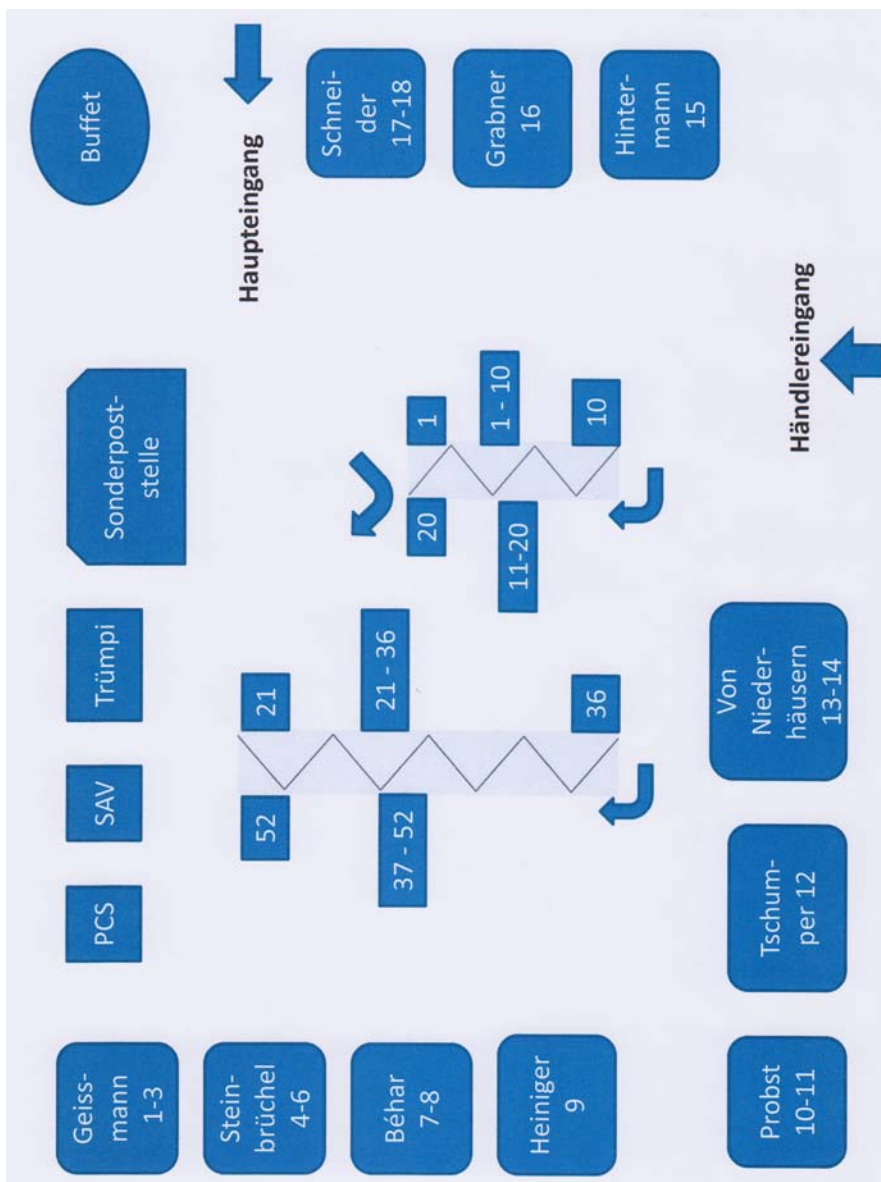 Geiss-
mann
1-3
PCS
SAV
Trümpi
Sonderpost-
stelle
Buffet
Stein-
brüchel
4-6
Haupteingang
52
21
Béhar
7-8
37 - 52
21 - 36
20
1
Schnei-
der
17-18
Heiniger
9
11-20
1 - 10
Grabner
16
36
10
Hinter-
mann
15
Probst
10-11
Tschum-
per 12
Von
Nieder-
häusern
13-14
Händlereingang